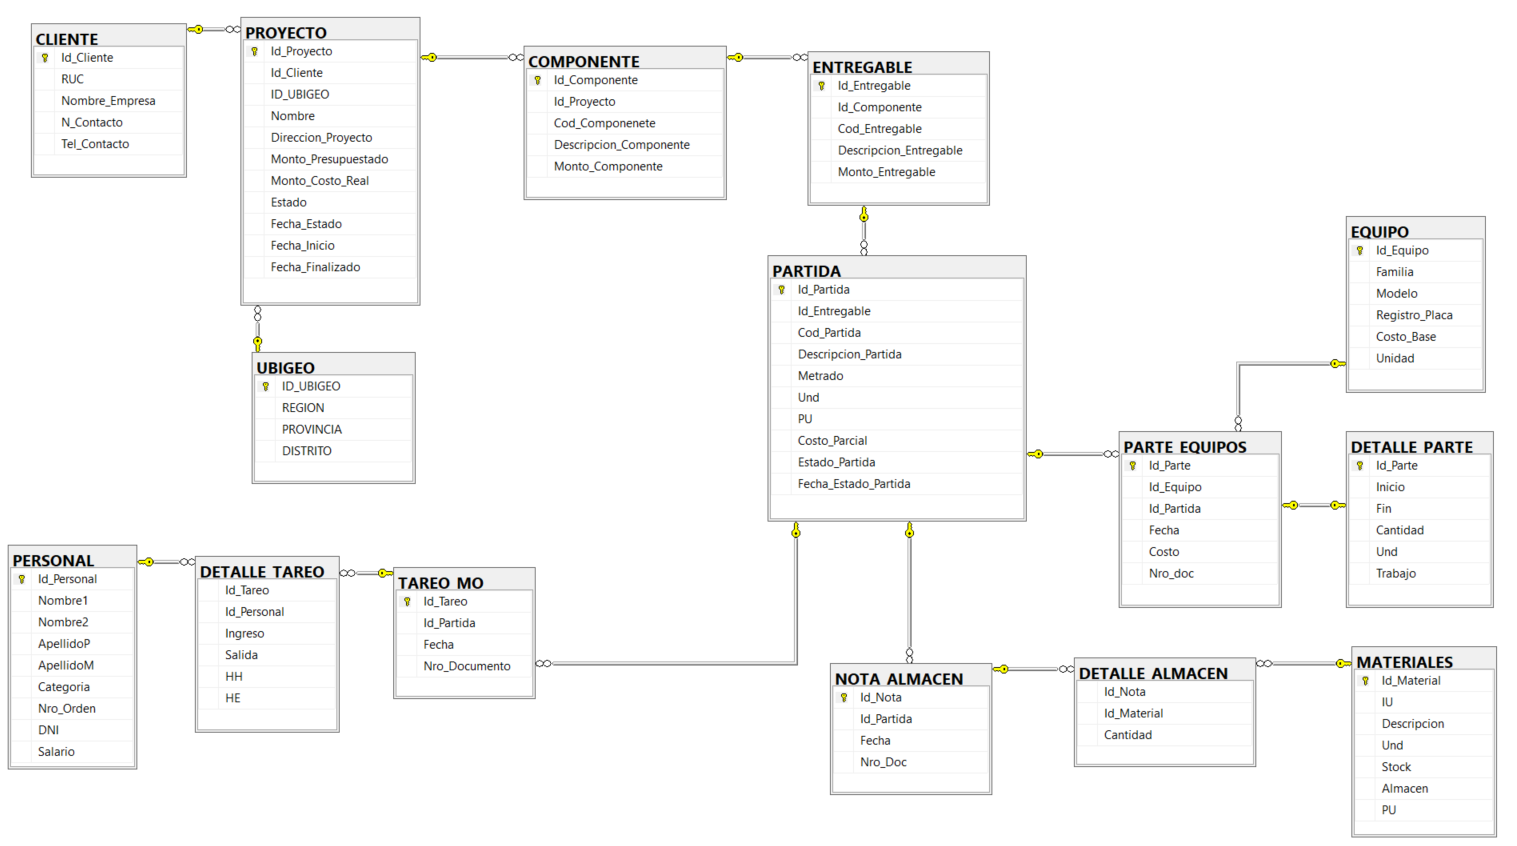 CLIENTE
Id_Cliente
RUC
Nombre_Empresa
N_Contacto
Tel_Contacto
PROYECTO
Id_Proyecto
Id_Cliente
ID_UBIGEO
Nombre
Direccion_Proyecto
Monto_Presupuestado
Monto_Costo_Real
Estado
Fecha_Estado
Fecha_Inicio
Fecha_Finalizado
COMPONENTE
Id_Componente
Id_Proyecto
Cod_Componenete
Descripcion_Componente
Monto_Componente
ENTREGABLE
Id_Entregable
Id_Componente
Cod_Entregable
Descripcion_Entregable
Monto_Entregable
UBIGEO
ID_UBIGEO
REGION
PROVINCIA
DISTRITO
PARTIDA
Id_Partida
Id_Entregable
Cod_Partida
Descripcion_Partida
Metrado
Und
PU
Costo_Parcial
Estado_Partida
Fecha_Estado_Partida
EQUIPO
Id_Equipo
Familia
Modelo
Registro_Placa
Costo_Base
Unidad
PARTE EQUIPOS
Id_Parte
Id_Equipo
Id_Partida
Fecha
Costo
Nro_doc
DETALLE PARTE
Id_Parte
Inicio
Fin
Cantidad
Und
Trabajo
PERSONAL
Id_Personal
Nombre1
Nombre2
ApellidoP
ApellidoM
Categoria
Nro_Orden
DNI
Salario
DETALLE TAREO
Id_Tareo
Id_Personal
Ingreso
Salida
HH
HE
TAREO MO
Id_Tareo
Id_Partida
Fecha
Nro_Documento
NOTA ALMACEN
Id_Nota
Id_Partida
Fecha
Nro_Doc
DETALLE ALMACEN
Id_Nota
Id_Material
Cantidad
MATERIALES
Id_Material
IU
Descripcion
Und
Stock
Almacen
PU